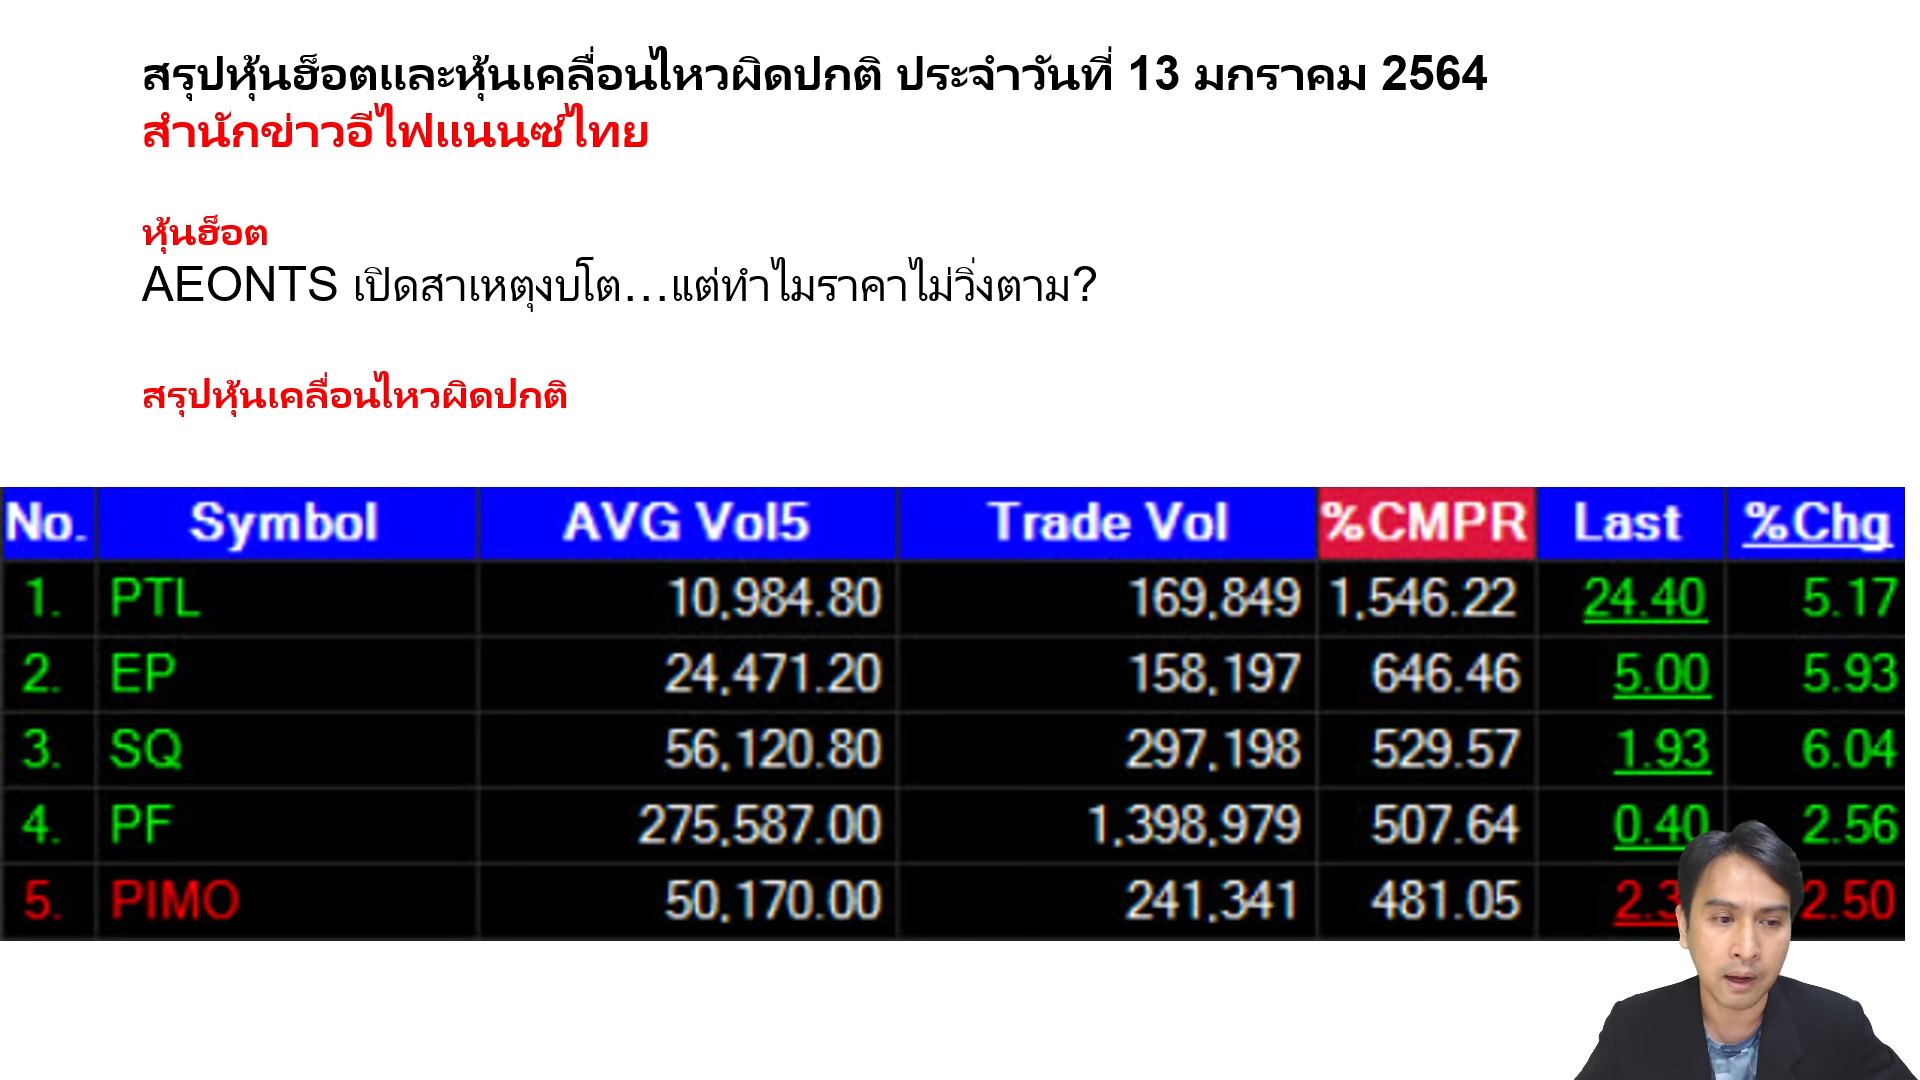 สรุปหุ้นฮ็อตและหุ้นเคลื่อนไหวผิดปกติ ประจำวันที่ 13 มกราคม 2564
สำนักข่าวอีไฟแนนซ์ไทย
หุ้นฮ็อต
AEONTS เปิดสาเหตุงบโต...แต่ทำไมราคาไม่วิ่งตาม?
สรุปหุ้นเคลื่อนไหวผิดปกติ
No. Symbol AVG Vol5 Trade Vol %CMPR Last %Chg
1. PTL 10,984.80 169,849 1,546.22 24.40 5.17
2. EP 24,471.20 158,197 646.46 5.00 5.93
3. SQ 56,120.80 297,198 529.57 1.93 6.04
4. PF 275,587.00 1,398,979 507.64 0.40 2.56
5. PIMO 50,170.00 241,341 481.05 2.50